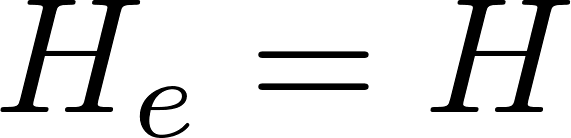 H_e = H